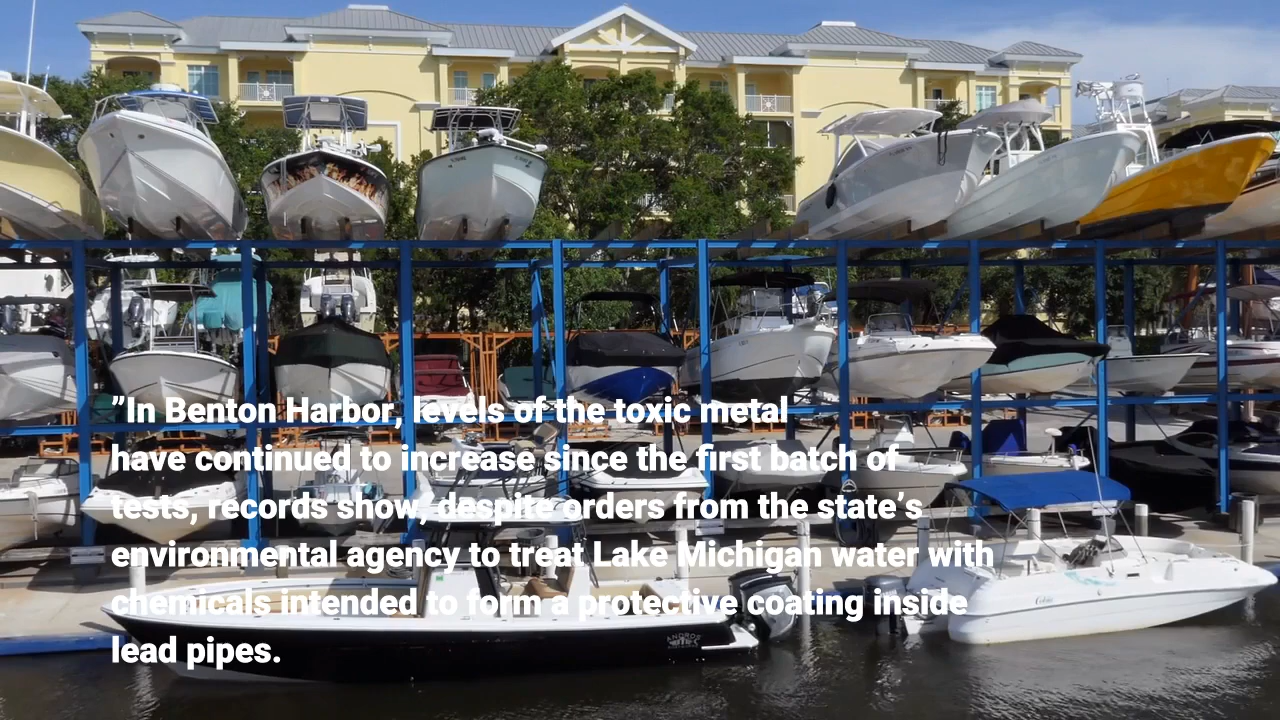 ”In Benton Harbor, levels of the toxic metal
have continued to increase since the first batch of
tests, records show, despite orders from the state’s
environmental agency to treat Lake Michigan water with
chemicals intended to form a protective coating inside
lead pipes.
ANDROS